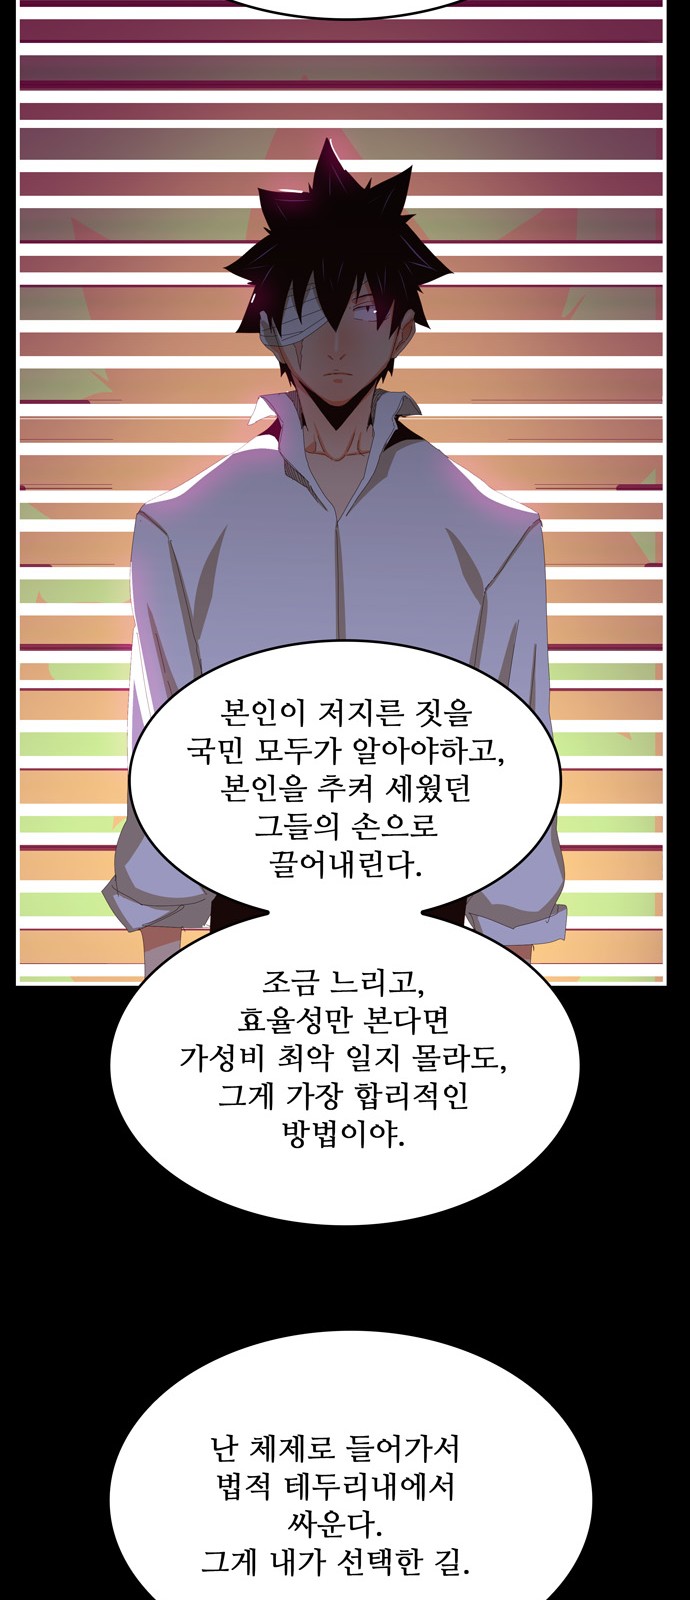 본인이 저지른 짓을
국민 모두가 알아야하고,
본인을 추켜 세웠던
그들의 손으로
끌어내린다.
조금 느리고,
효율성만 본다면
가성비 최악 일지 몰라도,
그게 가장 합리적인
방법이야.
난 체제로 들어가서
법적 테두리내에서
싸운다.
그게 내가 선택한 길.